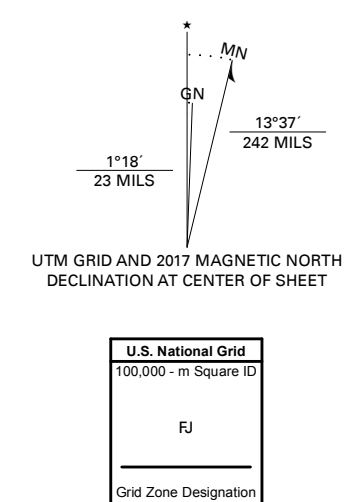 ★
MN
GN
13°37´
242 MILS
1°18´
23 MILS
UTM GRID AND 2017 MAGNETIC NORTH
DECLINATION AT CENTER OF SHEET
U.S. National Grid
100,000 - m Square ID
FJ
Grid Zone Designation